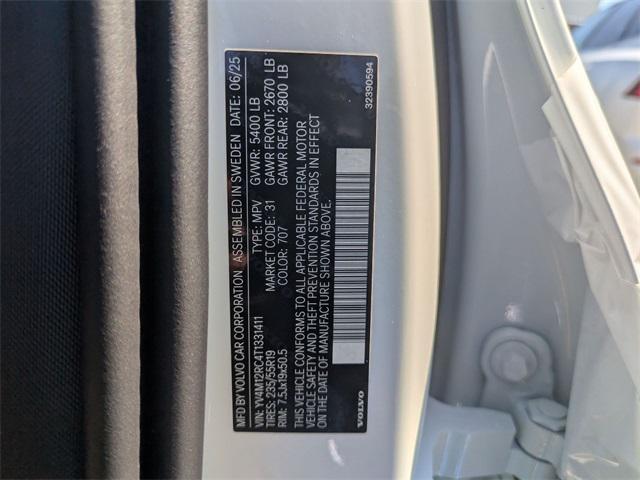 MFD BY VOLVO CAR CORPORATION ASSEMBLED IN SWEDEN DATE: 06/25
VIN: YV4M12RC4T1331411 TYPE: MPV GVWR: 5400 LB
TIRES: 235/55R19 MARKET CODE: 31 GAWR FRONT: 2670 LB
RIM: 7.5Jx19x50.5 COLOR: 707 GAWR REAR: 2800 LB
THIS VEHICLE CONFORMS TO ALL APPLICABLE FEDERAL MOTOR
VEHICLE SAFETY AND THEFT PREVENTION STANDARDS IN EFFECT
ON THE DATE OF MANUFACTURE SHOWN ABOVE.
VOLVO 32390594